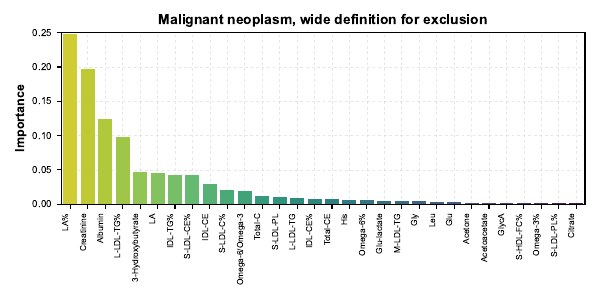 Malignant neoplasm, wide definition for exclusion
Importance
0.25
0.20
0.15
0.10
0.05
0.00
LA%
Creatinine
Albumin
L-LDL-TG%
3-Hydroxybutyrate
LA
IDL-TG%
S-LDL-CE%
IDL-CE
S-LDL-C%
Omega-6/Omega-3
Total-C
S-LDL-PL
L-LDL-TG
IDL-CE%
Total-CE
His
Omega-6%
Glu-lactate
M-LDL-TG
Gly
Leu
Glu
Acetone
Acetoacetate
GlycA
S-HDL-FC%
Omega-3%
S-LDL-PL%
Citrate